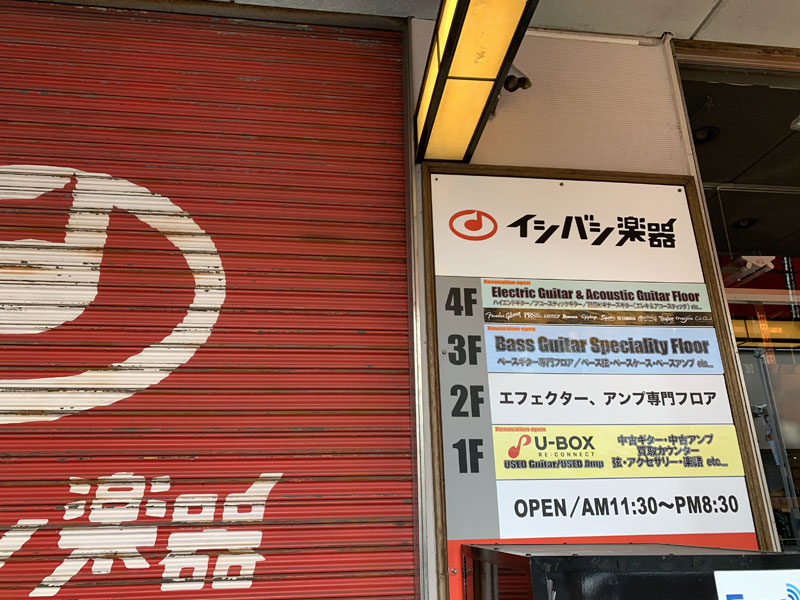 シ楽器
イシバシ楽器
4F
Renovation open
Electric Guitar & Acoustic Guitar Floor
3F
Renovation open
Bass Guitar Speciality Floor
ベースギター専門フロア/ベース弦・ベースケース・ベースアンプ etc...
2F
エフェクター、アンプ専門フロア
1F
Renovation open
U-BOX
RE:CONNECT
USED Guitar/USED Amp
中古ギター・中古アンプ
買取カウンター
弦・アクセサリー・楽譜 etc...
OPEN/AM11:30〜PM8:30